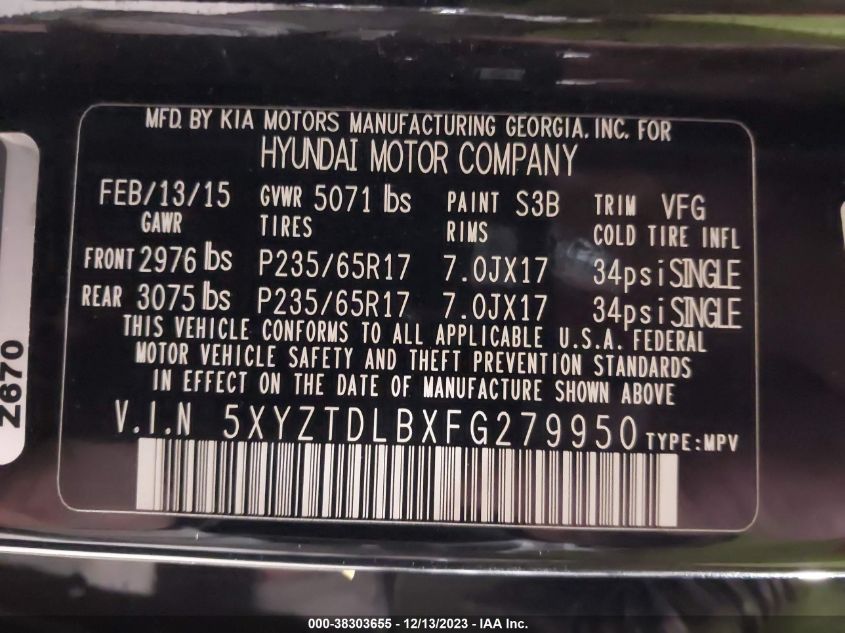 MFD. BY KIA MOTORS MANUFACTURING GEORGIA, INC. FOR
HYUNDAI MOTOR COMPANY
FEB/13/15 GVWR 5071 lbs PAINT S3B TRIM VFG
GAWR TIRES RIMS COLD TIRE INFL
FRONT 2976 lbs P235/65R17 7.0JX17 34psi SINGLE
REAR 3075 lbs P235/65R17 7.0JX17 34psi SINGLE
THIS VEHICLE CONFORMS TO ALL APPLICABLE U.S.A. FEDERAL
MOTOR VEHICLE SAFETY AND THEFT PREVENTION STANDARDS
IN EFFECT ON THE DATE OF MANUFACTURE SHOWN ABOVE
V.I.N 5XYZTDLBXFG279950 TYPE:MPV
Z670
000-38303655 - 12/13/2023 - IAA Inc.